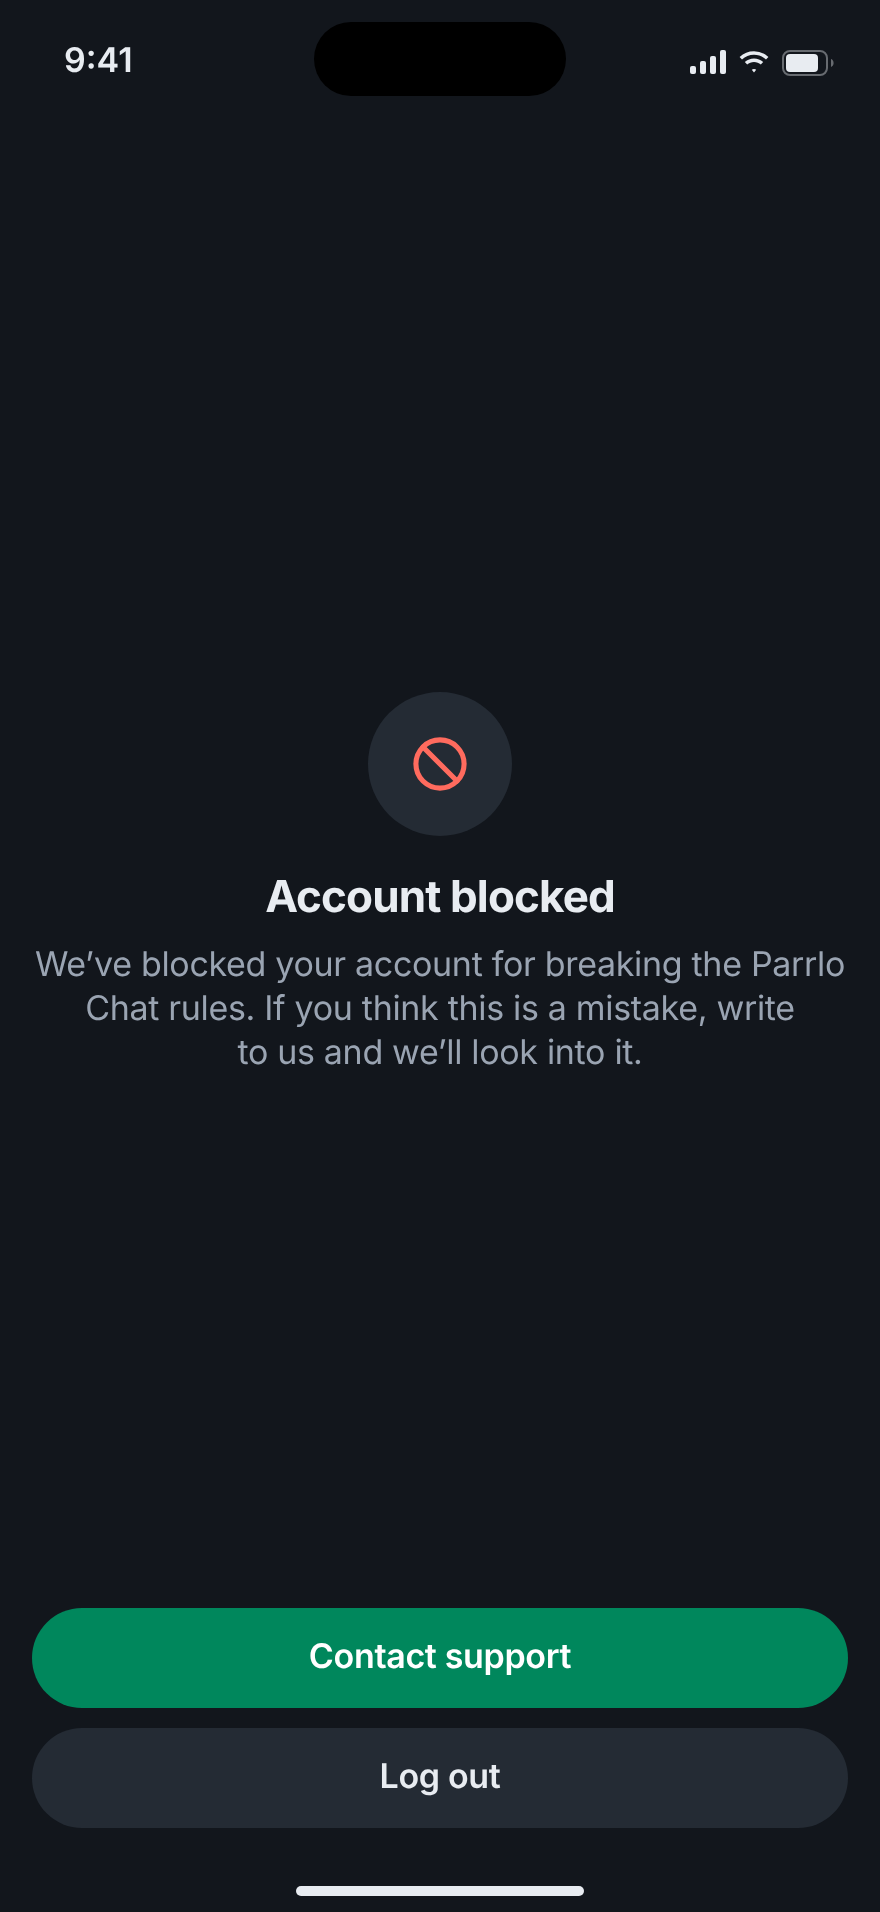 9:41
Account blocked
We’ve blocked your account for breaking the Parrlo
Chat rules. If you think this is a mistake, write
to us and we’ll look into it.
Contact support
Log out